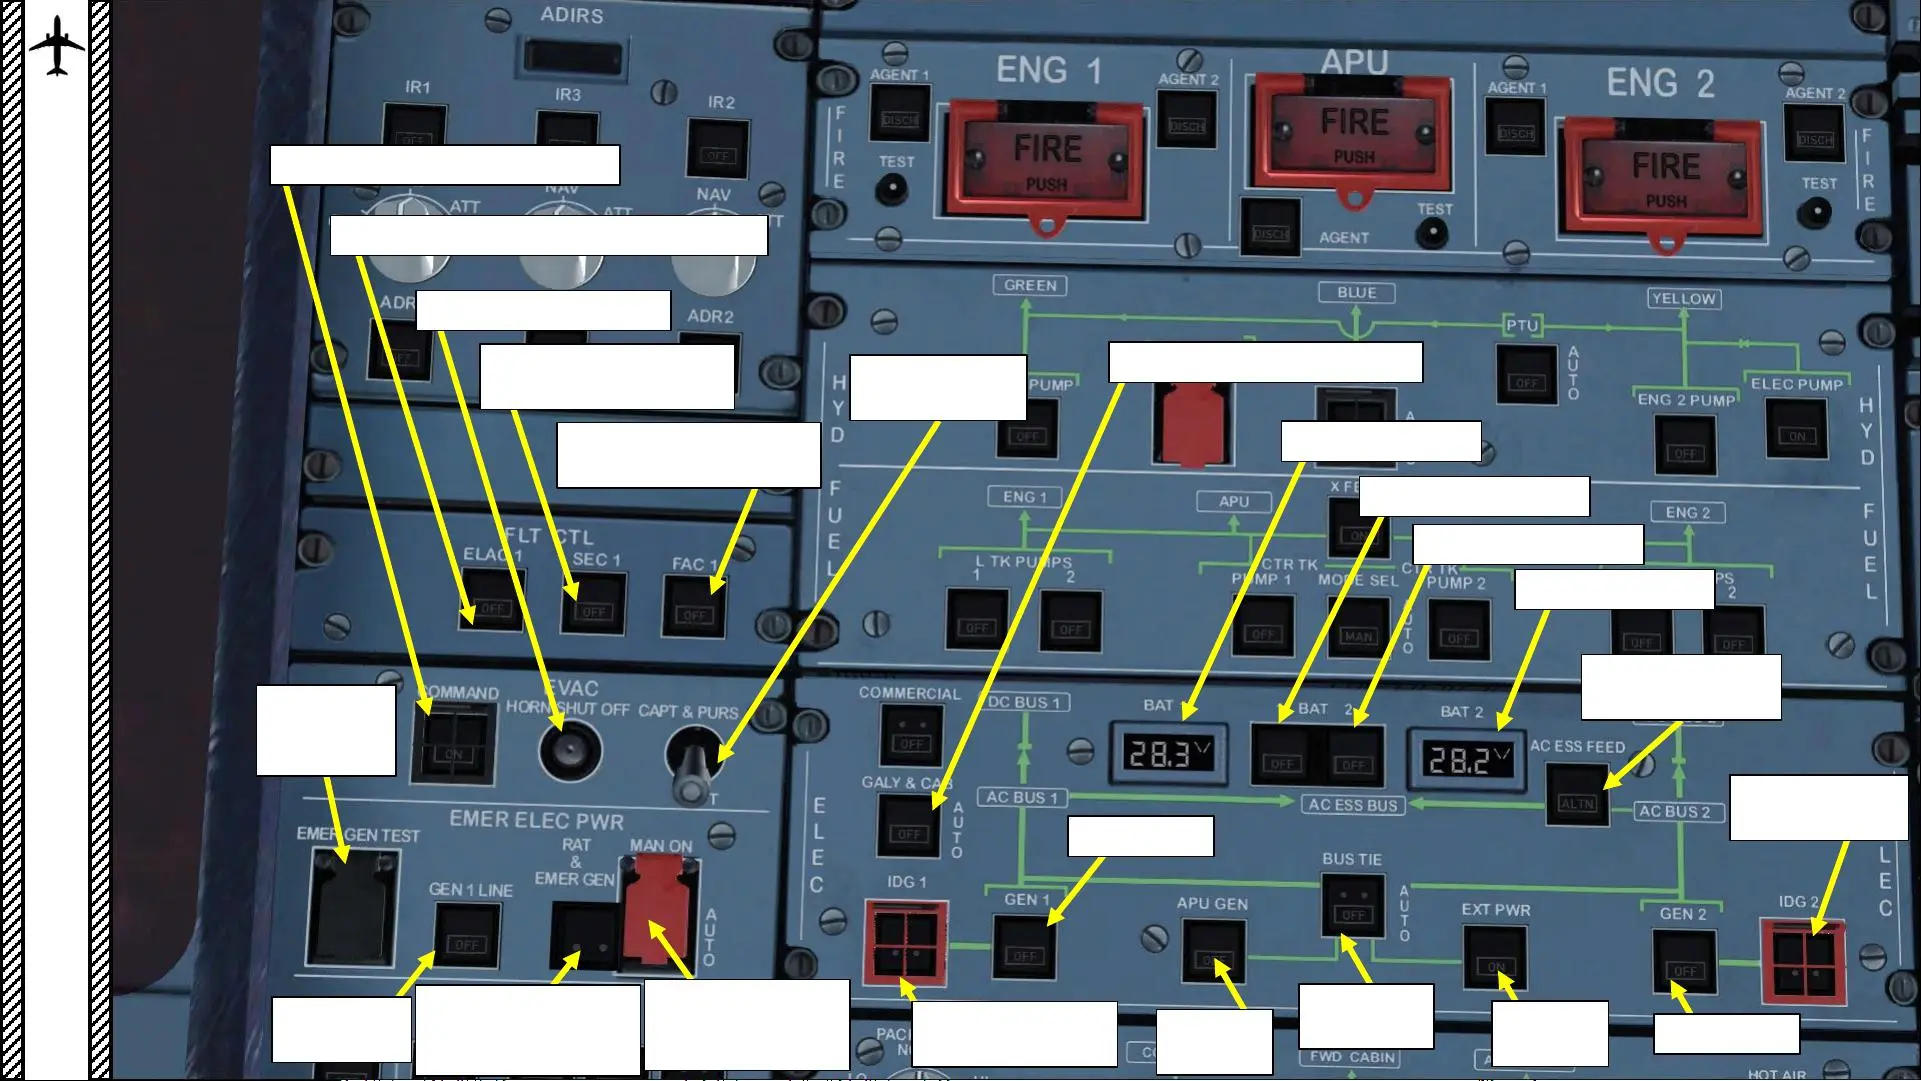 ADIRS
IR1
IR3
IR2
OFF
OFF
NAV
NAV
ATT
ATT
TT
ADR
ADR2
OFF
ENG 1
APU
ENG 2
AGENT 1
AGENT 2
AGENT 1
AGENT 2
DISCH
DISCH
DISCH
DISCH
FIRE
FIRE
PUSH
FIRE
PUSH
FIRE
PUSH
FIRE
TEST
TEST
TEST
DISCH
AGENT
GREEN
BLUE
YELLOW
PTU
HYD
PUMP
OFF
OFF
AUTO
ENG 2 PUMP
OFF
ELEC PUMP
ON
HYD
A
FUEL
ENG 1
APU
X FE
ON
ENG 2
FUEL
L TK PUMPS
1
2
CTR TK
PUMP 1
MODE SEL
CTR TK
PUMP 2
PS
2
OFF
OFF
OFF
MAN
AUTO
OFF
OFF
OFF
FLT CTL
ELAC 1
SEC 1
FAC 1
OFF
OFF
OFF
EVAC
COMMAND
HORN SHUT OFF
CAPT & PURS
ON
T
EMER ELEC PWR
EMER GEN TEST
GEN 1 LINE
OFF
RAT
&
EMER GEN
MAN ON
AUTO
COMMERCIAL
OFF
DC BUS 1
BAT
28.3 V
BAT 2
OFF
OFF
BAT 2
28.2 V
AC ESS FEED
ALTN
GALY & CAB
OFF
AUTO
AC BUS 1
AC ESS BUS
AC BUS 2
ELEC
LEC
IDG 1
GEN 1
OFF
APU GEN
OFF
BUS TIE
OFF
AUTO
EXT PWR
ON
GEN 2
OFF
IDG 2
FWD CABIN
HOT AIR